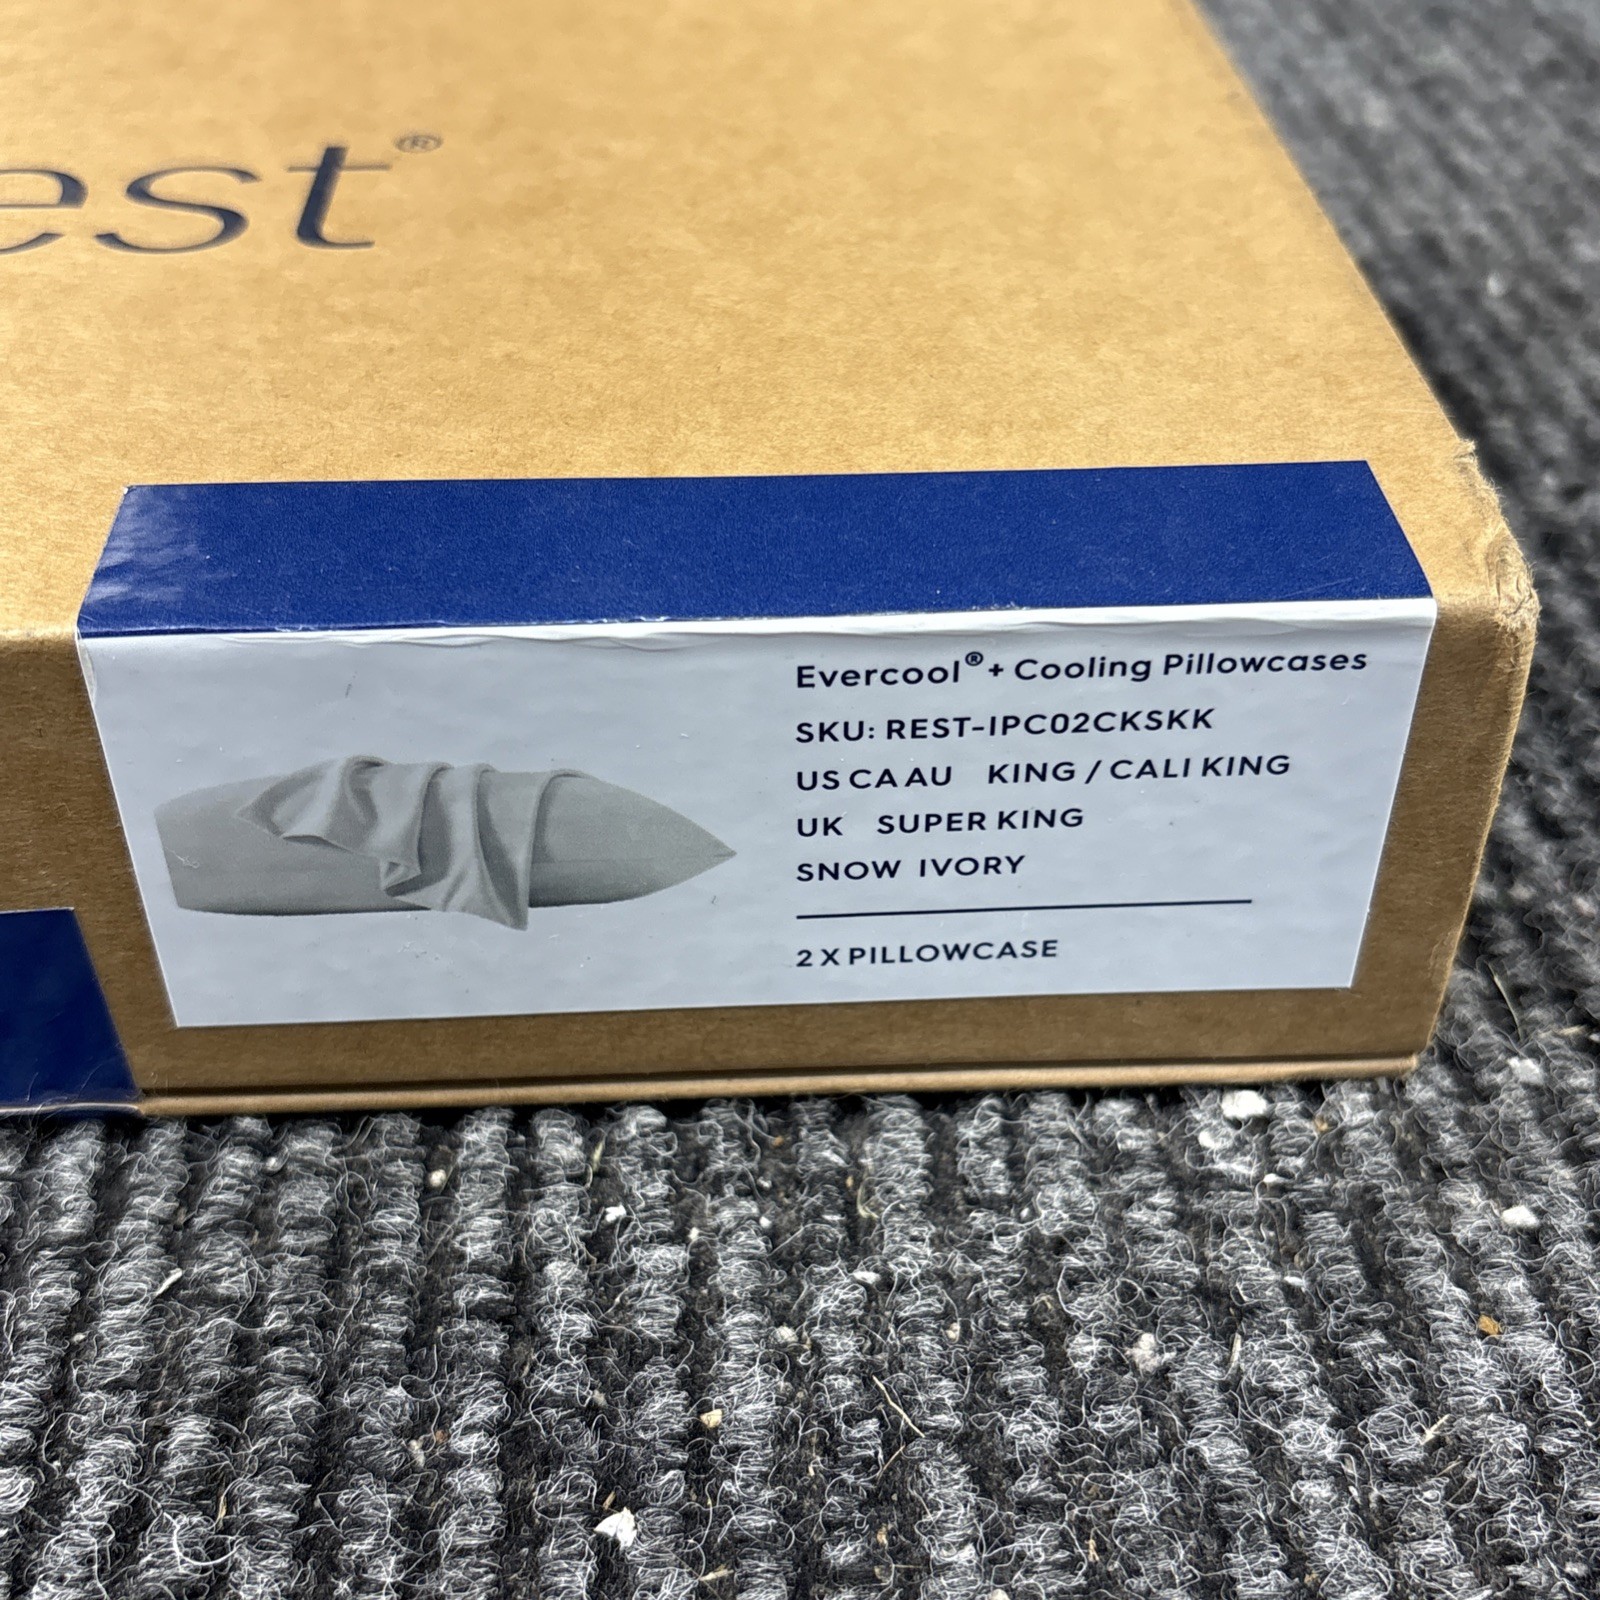 est®
Evercool®+ Cooling Pillowcases
SKU: REST-IPC02CKSKK
US CA AU KING / CALI KING
UK SUPER KING
SNOW IVORY
2 X PILLOWCASE